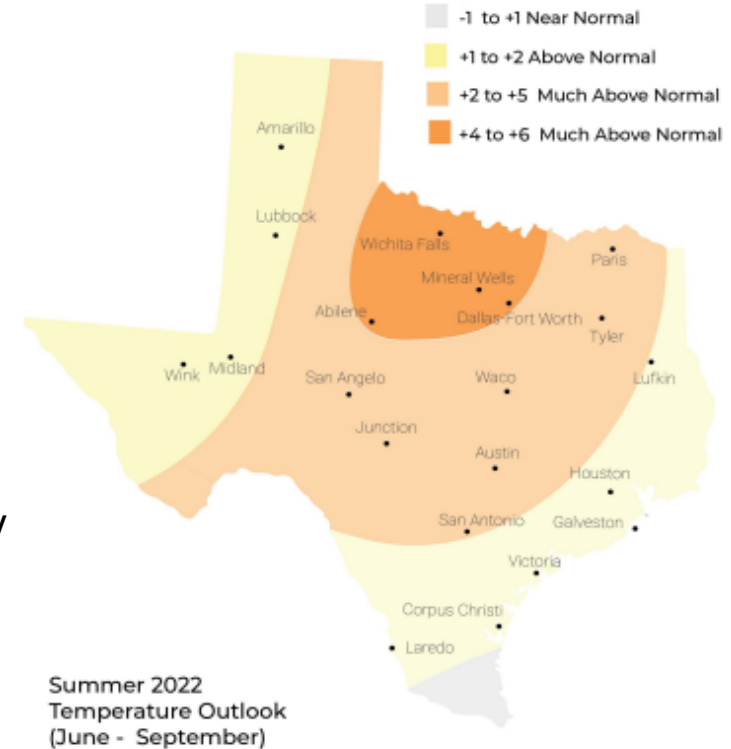 -1 to +1 Near Normal
+1 to +2 Above Normal
+2 to +5 Much Above Normal
+4 to +6 Much Above Normal
Amarillo
Lubbock
Wichita Falls
Paris
Mineral Wells
Abilene
Dallas-Fort Worth
Tyler
Wink
Midland
San Angelo
Waco
Lufkin
Junction
Austin
Houston
San Antonio
Galveston
y
Victoria
Corpus Christi
Laredo
Summer 2022
Temperature Outlook
(June - September)